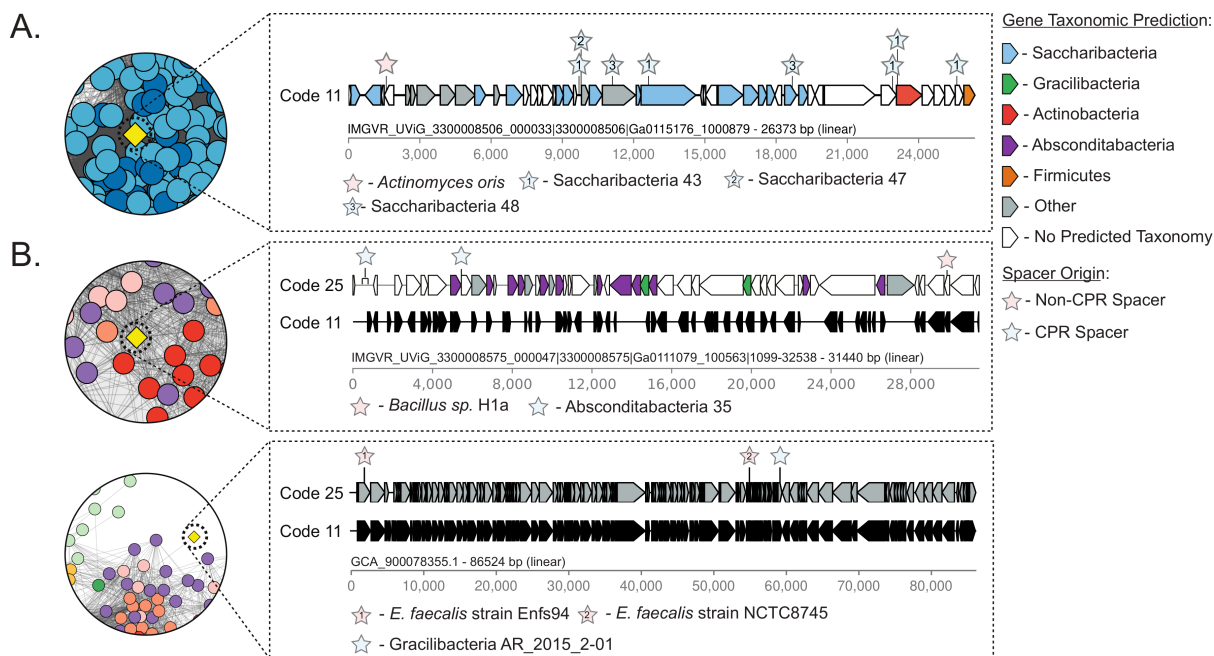 A.
Code 11
2
1
3
1
3
1
1
1
IMGVR_UViG_3300008506_000033|3300008506|Ga0115176_1000879 - 26373 bp (linear)
0 3,000 6,000 9,000 12,000 15,000 18,000 21,000 24,000
- Actinomyces oris 1 - Saccharibacteria 43 2 - Saccharibacteria 47
3 - Saccharibacteria 48
Gene Taxonomic Prediction:
- Saccharibacteria
- Gracilibacteria
- Actinobacteria
- Absconditabacteria
- Firmicutes
- Other
- No Predicted Taxonomy
Spacer Origin:
- Non-CPR Spacer
- CPR Spacer
B.
Code 25
Code 11
IMGVR_UViG_3300008575_000047|3300008575|Ga0111079_100563|1099-32538 - 31440 bp (linear)
0 4,000 8,000 12,000 16,000 20,000 24,000 28,000
- Bacillus sp. H1a - Absconditabacteria 35
1 2
Code 25
Code 11
GCA_900078355.1 - 86524 bp (linear)
0 10,000 20,000 30,000 40,000 50,000 60,000 70,000 80,000
1 - E. faecalis strain Enfs94 2 - E. faecalis strain NCTC8745
- Gracilibacteria AR_2015_2-01